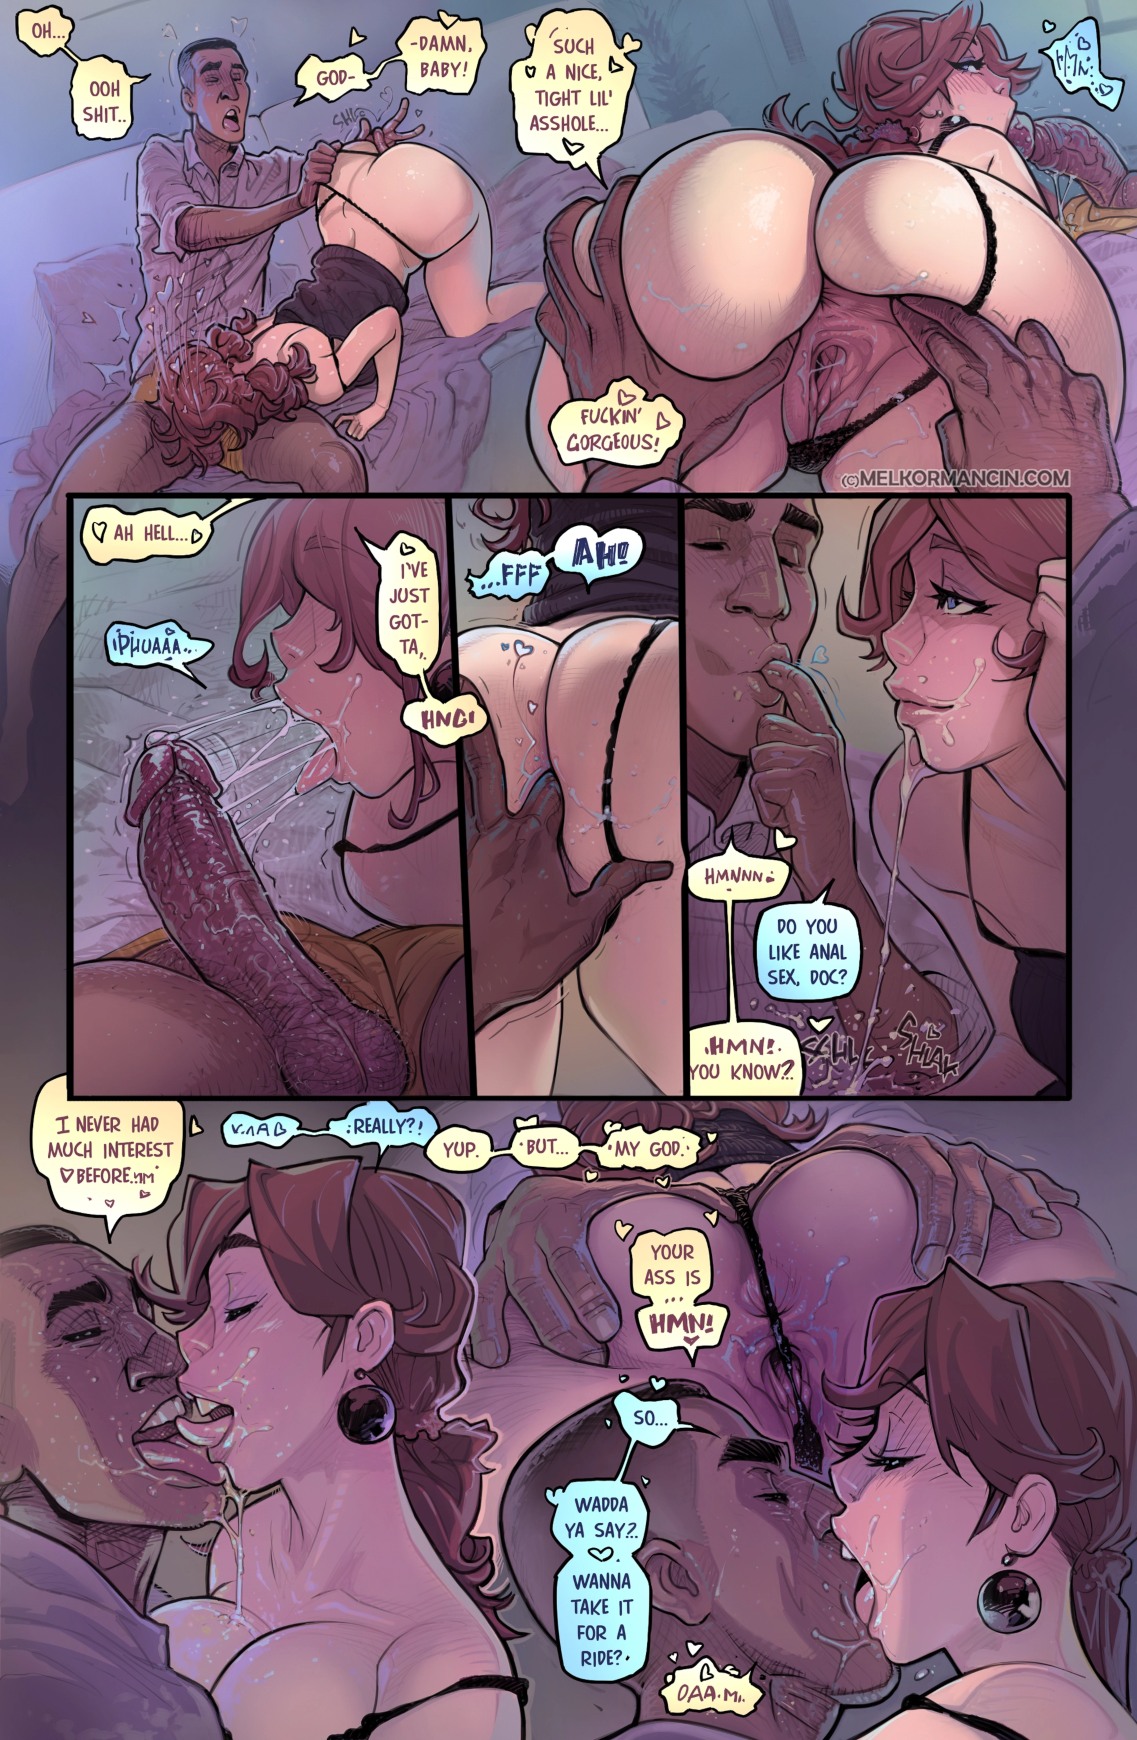 OH...
OOH
SHIT..
GOD-
-DAMN,
BABY!
SUCH
A NICE,
TIGHT LIL'
ASSHOLE...
FUCKIN'
GORGEOUS!
(C)MELKORMANCIN.COM
AH HELL...
I'VE
JUST
GOT-
TA,.
HNG!
...FFF
AH!
HMNNN.
DO YOU
LIKE ANAL
SEX, DOC?
.HMN!.
YOU KNOW?.
SHLAK
I NEVER HAD
MUCH INTEREST
BEFORE.
:REALLY?!
YUP.
BUT...
MY GOD.
YOUR
ASS IS
...
HMN!
SO...
WADDA
YA SAY?.
WANNA
TAKE IT
FOR A
RIDE?